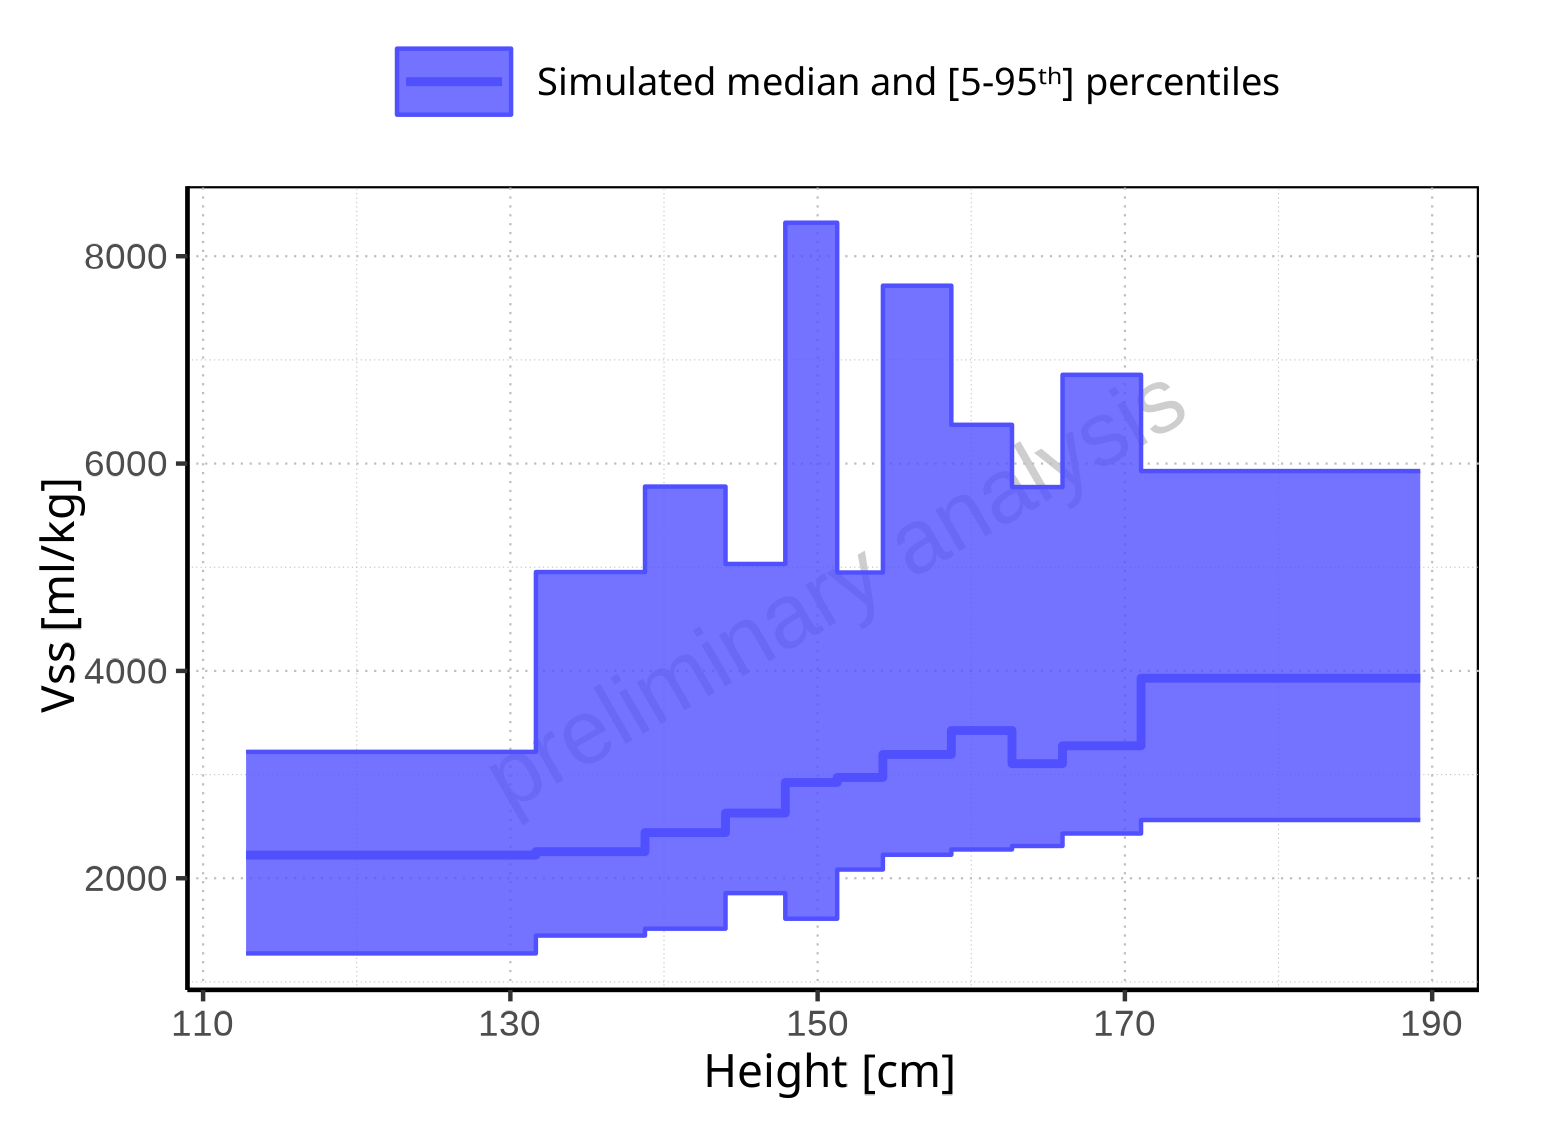 Simulated median and [5-95ᵗʰ] percentiles
8000
6000
4000
2000
Vss [ml/kg]
preliminary analysis
110 130 150 170 190
Height [cm]